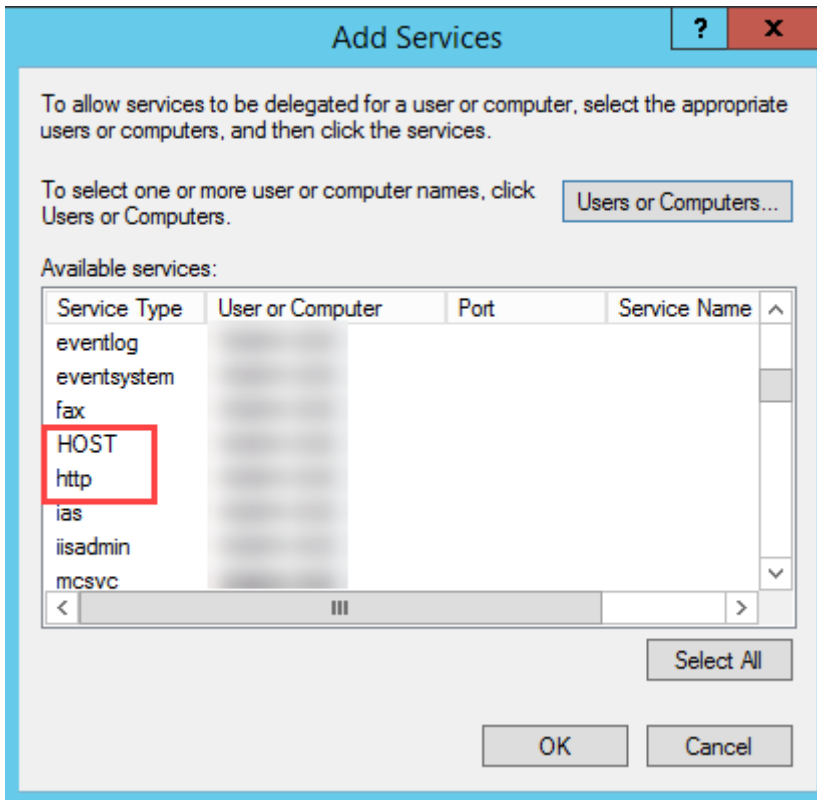 Add Services
?
x
To allow services to be delegated for a user or computer, select the appropriate
users or computers, and then click the services.
To select one or more user or computer names, click
Users or Computers.
Users or Computers...
Available services:
Service Type User or Computer Port Service Name
eventlog
eventsystem
fax
HOST
http
ias
iisadmin
mcsvc
Select All
OK Cancel